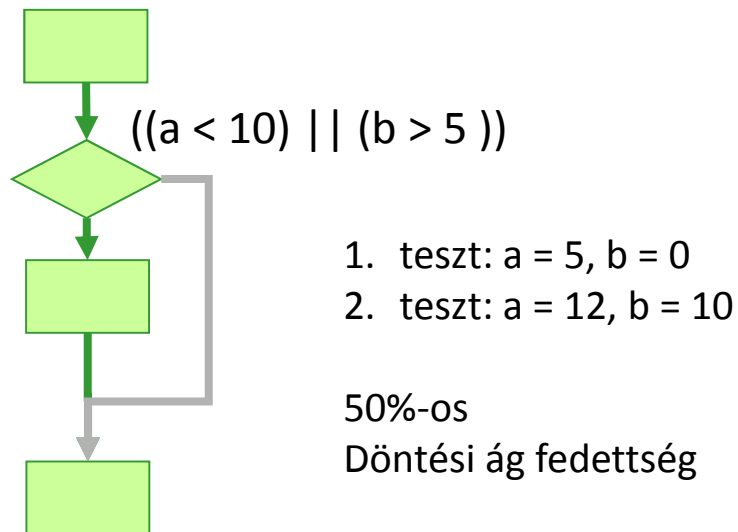 ((a < 10) || (b > 5 ))
1. teszt: a = 5, b = 0
2. teszt: a = 12, b = 10
50%-os
Döntési ág fedettség